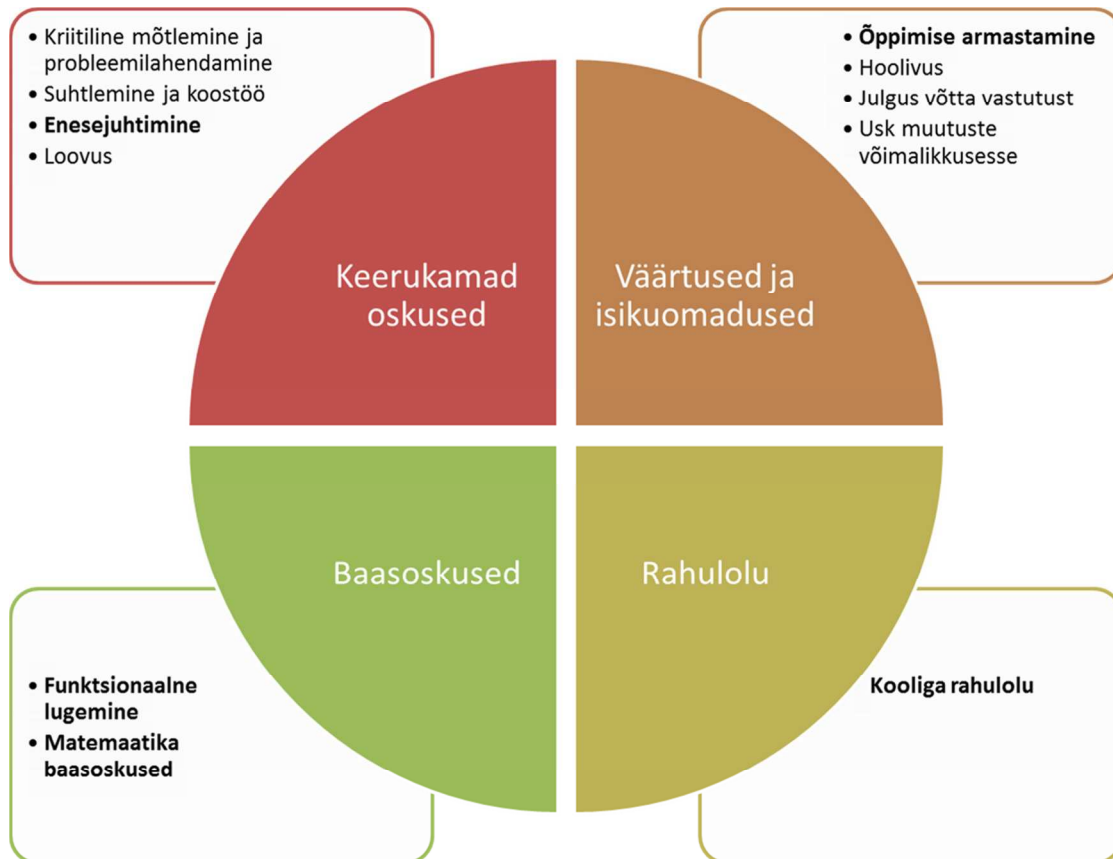 • Kriitiline mõtlemine ja
probleemilahendamine
• Suhtlemine ja koostöö
• Enesejuhtimine
• Loovus
• Õppimise armastamine
• Hoolivus
• Julgus võtta vastutust
• Usk muutuste
võimalikkusesse
Keerukamad
oskused
Väärtused ja
isikuomadused
Baasoskused
Rahulolu
• Funktsionaalne
lugemine
• Matemaatika
baasoskused
Kooliga rahulolu